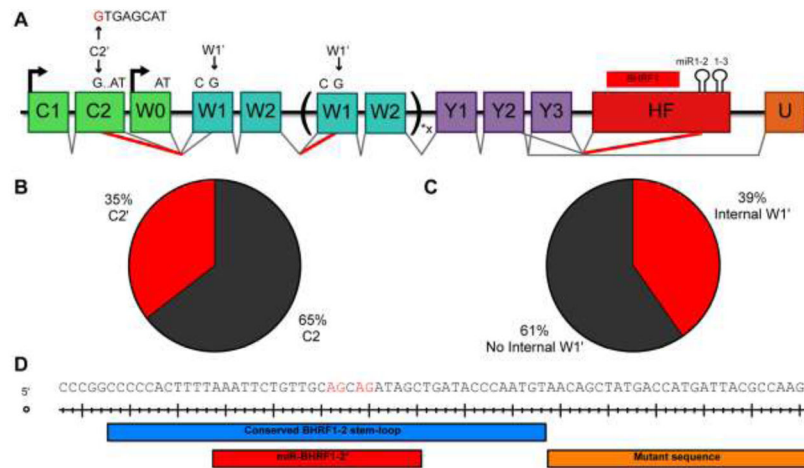 A
GTGAGCAT
C2'
G..AT
AT
W1'
C G
W1'
C G
BHRF1
miR1-2 1-3
C1 C2 W0 W1 W2 ( W1 W2 ) Y1 Y2 Y3 HF U
*x
B
35%
C2'
65%
C2
C
39%
Internal W1'
61%
No Internal W1'
D
5' CCCGGCCCCCACTTTTAAATTCTGTTGCAGCAGATAGCTGATACCCAATGTAACAGCTATGACCATGATTACGCCAAG
Conserved BHRF1-2 stem-loop
miR-BHRF1-2*
Mutant sequence